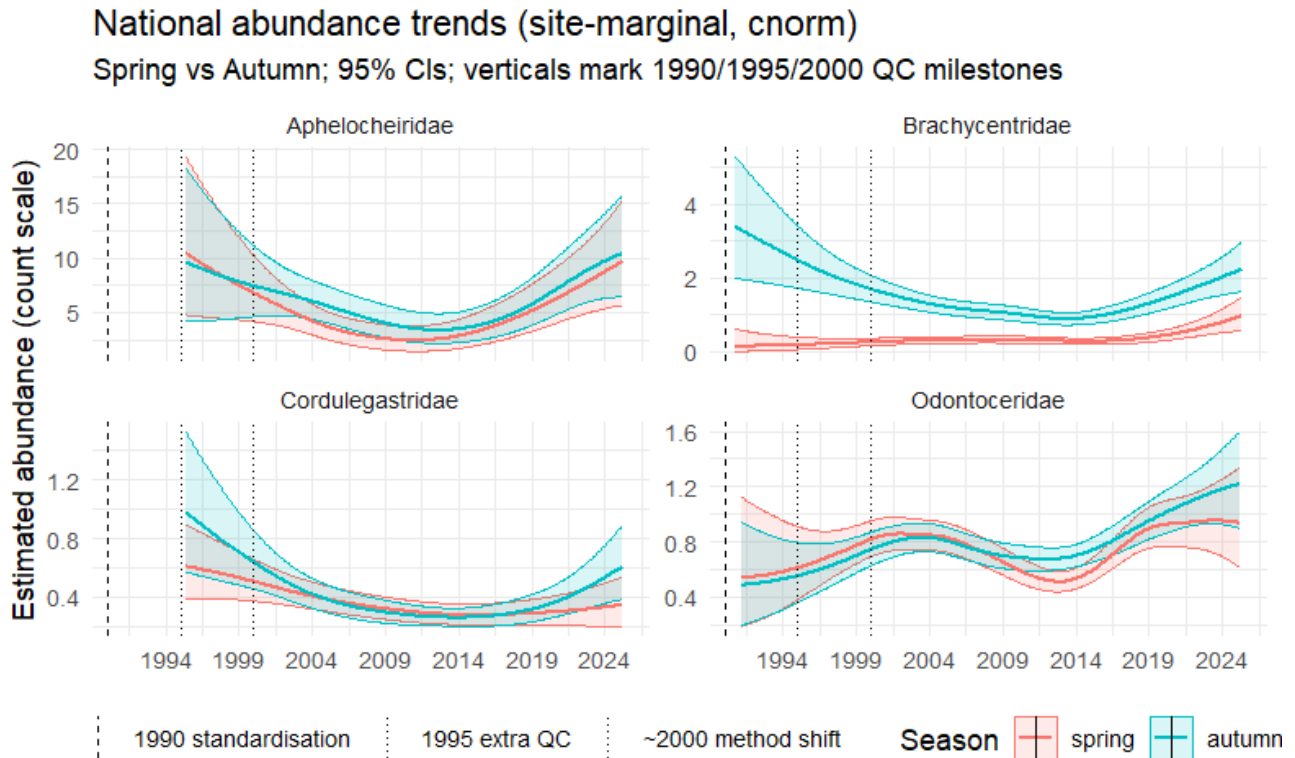 National abundance trends (site-marginal, cnorm)
Spring vs Autumn; 95% CIs; verticals mark 1990/1995/2000 QC milestones
Aphelocheiridae
Brachycentridae
Estimated abundance (count scale)
20
15
10
5
4
2
0
Cordulegastridae
Odontoceridae
1.2
0.8
0.4
1.6
1.2
0.8
0.4
1994 1999 2004 2009 2014 2019 2024
1994 1999 2004 2009 2014 2019 2024
1990 standardisation 1995 extra QC ~2000 method shift Season spring autumn